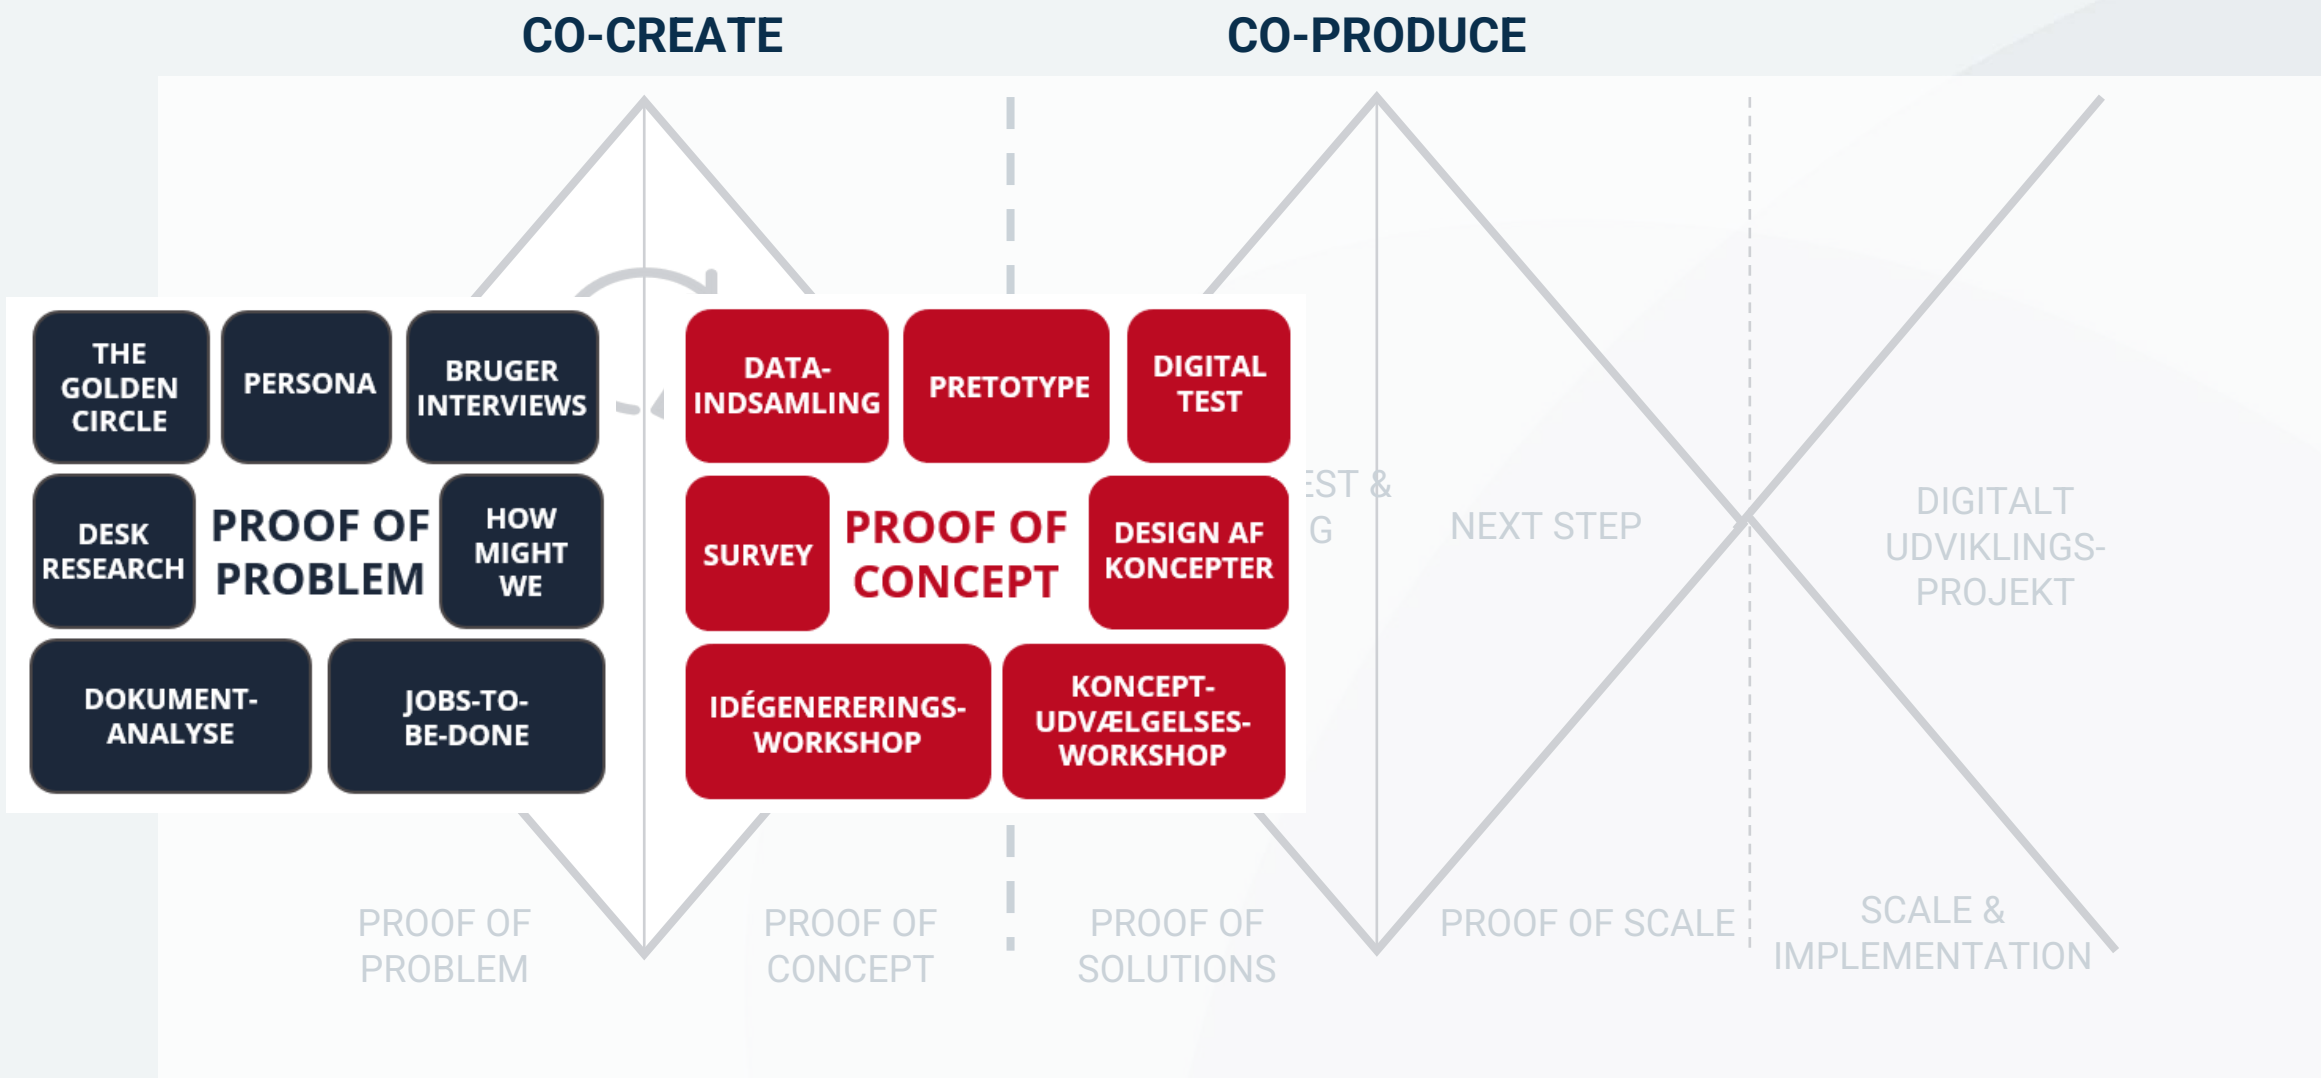 CO-CREATE
CO-PRODUCE
THE
GOLDEN
CIRCLE
PERSONA
BRUGER
INTERVIEWS
DESK
RESEARCH
PROOF OF
PROBLEM
HOW
MIGHT
WE
DOKUMENT-
ANALYSE
JOBS-TO-
BE-DONE
DATA-
INDSAMLING
PRETOTYPE
DIGITAL
TEST
SURVEY
PROOF OF
CONCEPT
DESIGN AF
KONCEPTER
IDÉGENERERINGS-
WORKSHOP
KONCEPT-
UDVÆLGELSES-
WORKSHOP
&
NEXT STEP
DIGITALT
UDVIKLINGS-
PROJEKT
PROOF OF
PROBLEM
PROOF OF
CONCEPT
PROOF OF
SOLUTIONS
PROOF OF SCALE
SCALE &
IMPLEMENTATION